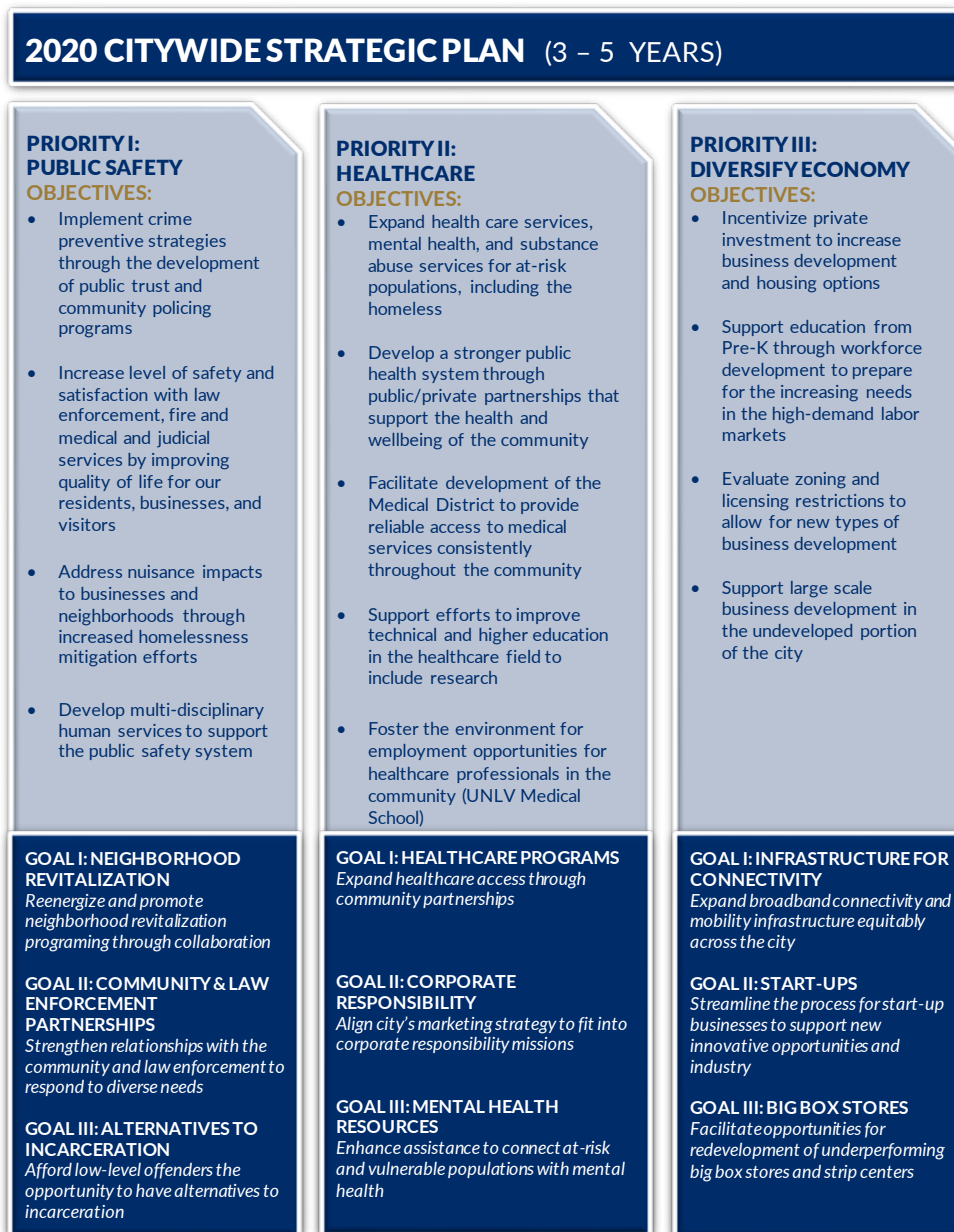 2020 CITYWIDE STRATEGIC PLAN (3 – 5 YEARS)
PRIORITY I:
PUBLIC SAFETY
OBJECTIVES:
• Implement crime
preventive strategies
through the development
of public trust and
community policing
programs
• Increase level of safety and
satisfaction with law
enforcement, fire and
medical and judicial
services by improving
quality of life for our
residents, businesses, and
visitors
• Address nuisance impacts
to businesses and
neighborhoods through
increased homelessness
mitigation efforts
• Develop multi-disciplinary
human services to support
the public safety system
GOAL I: NEIGHBORHOOD
REVITALIZATION
Reenergize and promote
neighborhood revitalization
programing through collaboration
GOAL II: COMMUNITY & LAW
ENFORCEMENT
PARTNERSHIPS
Strengthen relationships with the
community and law enforcement to
respond to diverse needs
GOAL III: ALTERNATIVES TO
INCARCERATION
Afford low-level offenders the
opportunity to have alternatives to
incarceration
PRIORITY II:
HEALTHCARE
OBJECTIVES:
• Expand health care services,
mental health, and substance
abuse services for at-risk
populations, including the
homeless
• Develop a stronger public
health system through
public/private partnerships that
support the health and
wellbeing of the community
• Facilitate development of the
Medical District to provide
reliable access to medical
services consistently
throughout the community
• Support efforts to improve
technical and higher education
in the healthcare field to
include research
• Foster the environment for
employment opportunities for
healthcare professionals in the
community (UNLV Medical
School)
GOAL I: HEALTHCARE PROGRAMS
Expand healthcare access through
community partnerships
GOAL II: CORPORATE
RESPONSIBILITY
Align city's marketing strategy to fit into
corporate responsibility missions
GOAL III: MENTAL HEALTH
RESOURCES
Enhance assistance to connect at-risk
and vulnerable populations with mental
health
PRIORITY III:
DIVERSIFY ECONOMY
OBJECTIVES:
• Incentivize private
investment to increase
business development
and housing options
• Support education from
Pre-K through workforce
development to prepare
for the increasing needs
in the high-demand labor
markets
• Evaluate zoning and
licensing restrictions to
allow for new types of
business development
• Support large scale
business development in
the undeveloped portion
of the city
GOAL I: INFRASTRUCTURE FOR
CONNECTIVITY
Expand broadband connectivity and
mobility infrastructure equitably
across the city
GOAL II: START-UPS
Streamline the process for start-up
businesses to support new
innovative opportunities and
industry
GOAL III: BIG BOX STORES
Facilitate opportunities for
redevelopment of underperforming
big box stores and strip centers